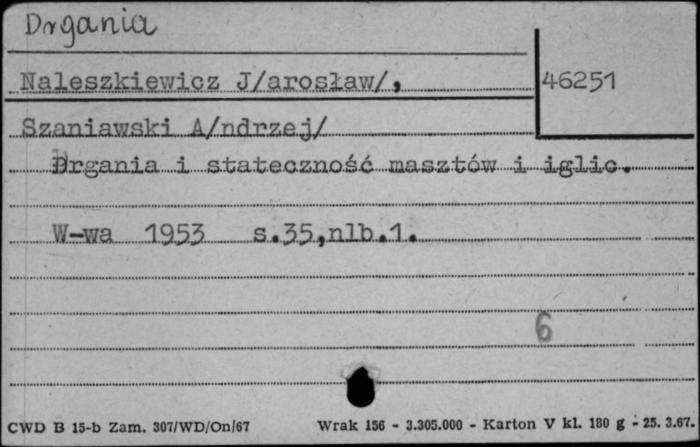 Drgania
Naleszkiewicz J/arosław/,
46251
Szaniawski A/ndrzej/
Drgania i stateczność masztów i iglic.
W-wa 1953 s.35,nlb.1.
6
CWD B 15-b Zam. 307/WD/On/67 Wrak 156 - 3.305.000 - Karton V kl. 180 g - 25. 3.67.